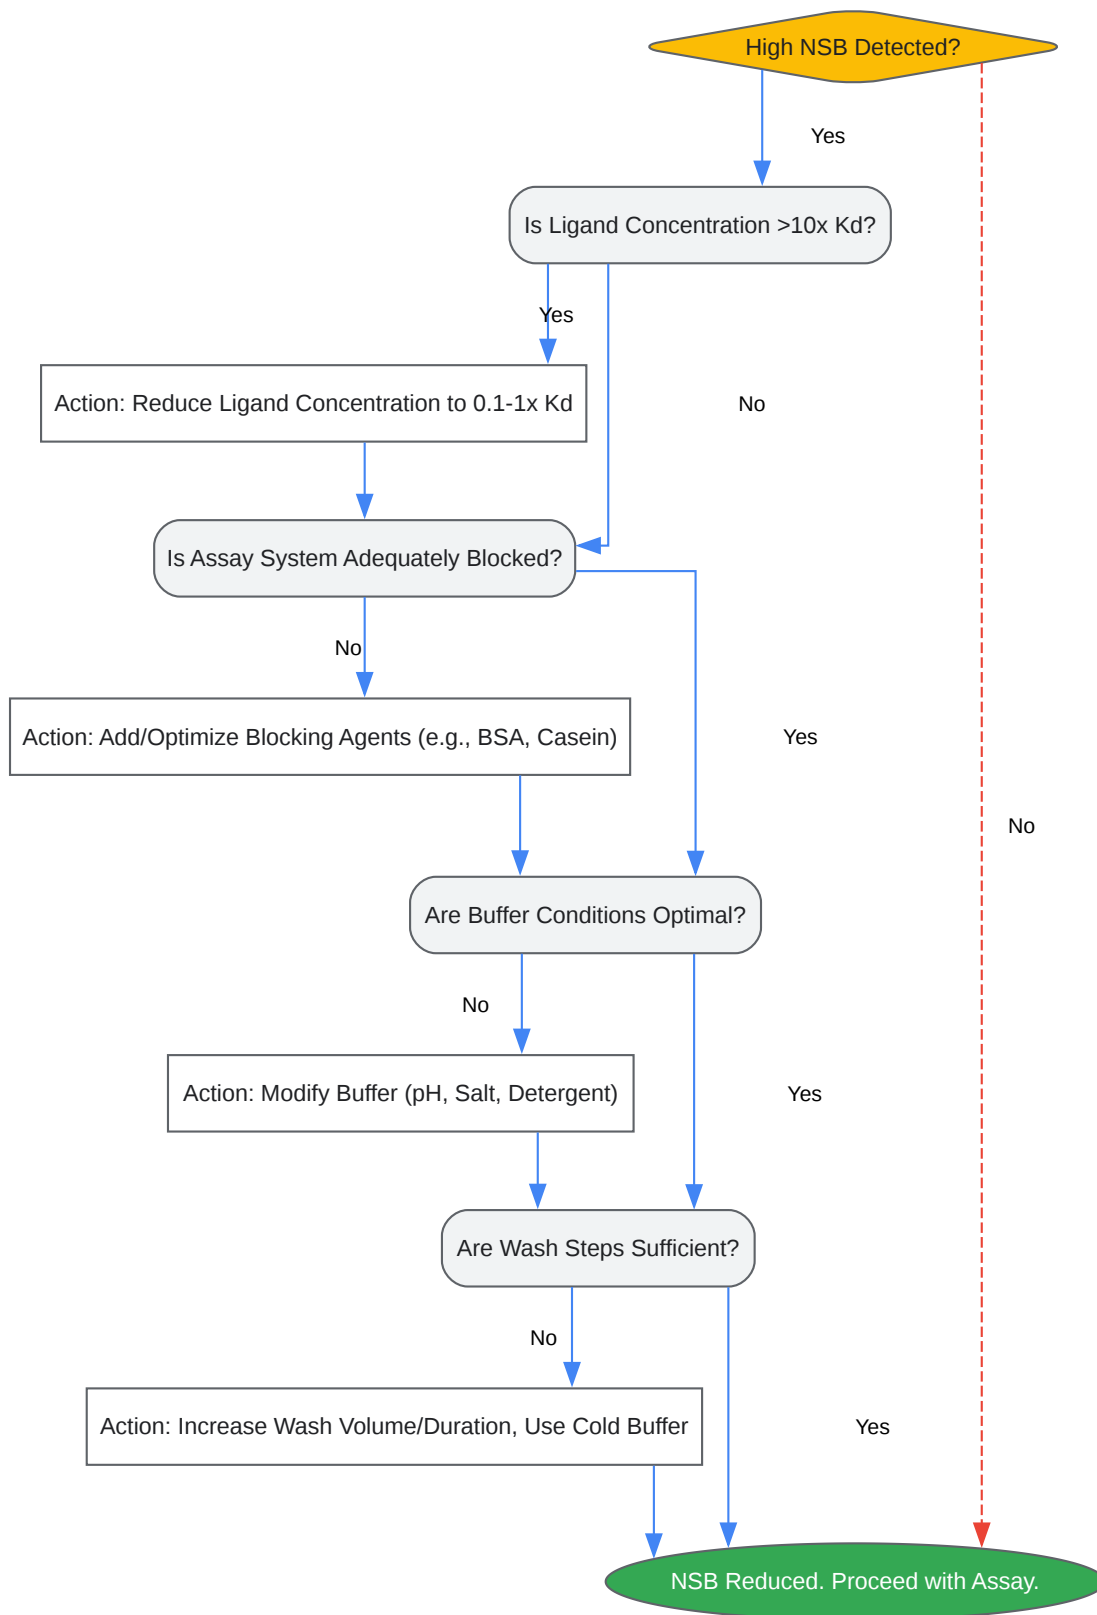 High NSB Detected?
Yes
Is Ligand Concentration >10x Kd?
Yes
Action: Reduce Ligand Concentration to 0.1-1x Kd
No
Is Assay System Adequately Blocked?
No
Action: Add/Optimize Blocking Agents (e.g., BSA, Casein)
Yes
No
Are Buffer Conditions Optimal?
No
Action: Modify Buffer (pH, Salt, Detergent)
Yes
Are Wash Steps Sufficient?
No
Action: Increase Wash Volume/Duration, Use Cold Buffer
Yes
NSB Reduced. Proceed with Assay.